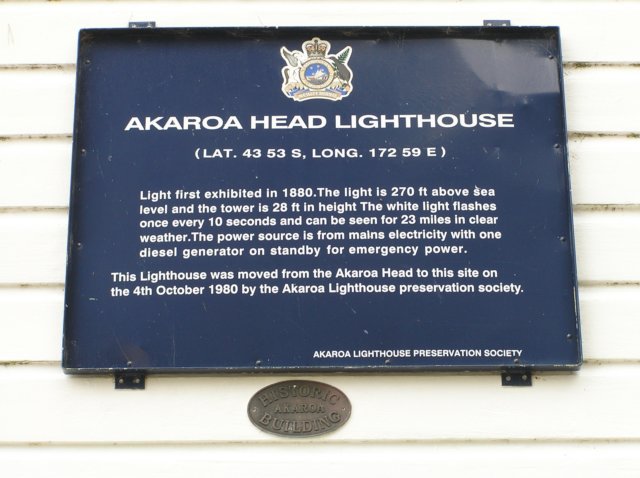 AKAROA HEAD LIGHTHOUSE
(LAT. 43 53 S, LONG. 172 59 E)
Light first exhibited in 1880.The light is 270 ft above sea
level and the tower is 28 ft in height The white light flashes
once every 10 seconds and can be seen for 23 miles in clear
weather.The power source is from mains electricity with one
diesel generator on standby for emergency power.
This Lighthouse was moved from the Akaroa Head to this site on
the 4th October 1980 by the Akaroa Lighthouse preservation society.
AKAROA LIGHTHOUSE PRESERVATION SOCIETY
HISTORIC
AKAROA
BUILDING